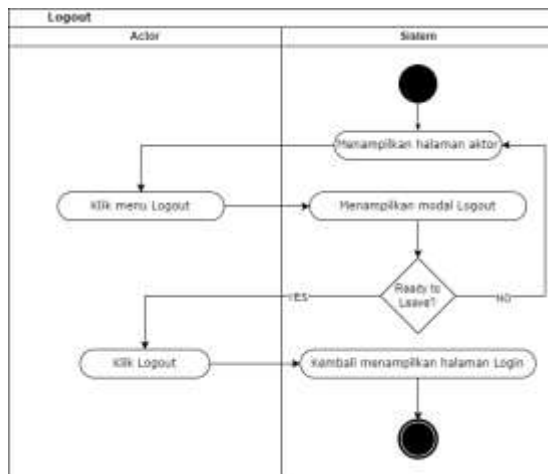 Logout
Actor
Sistem
Menampilkan halaman aktor
Klik menu Logout
Menampilkan modal Logout
Ready to
Leave?
YES
NO
Klik Logout
Kembali menampilkan halaman Login